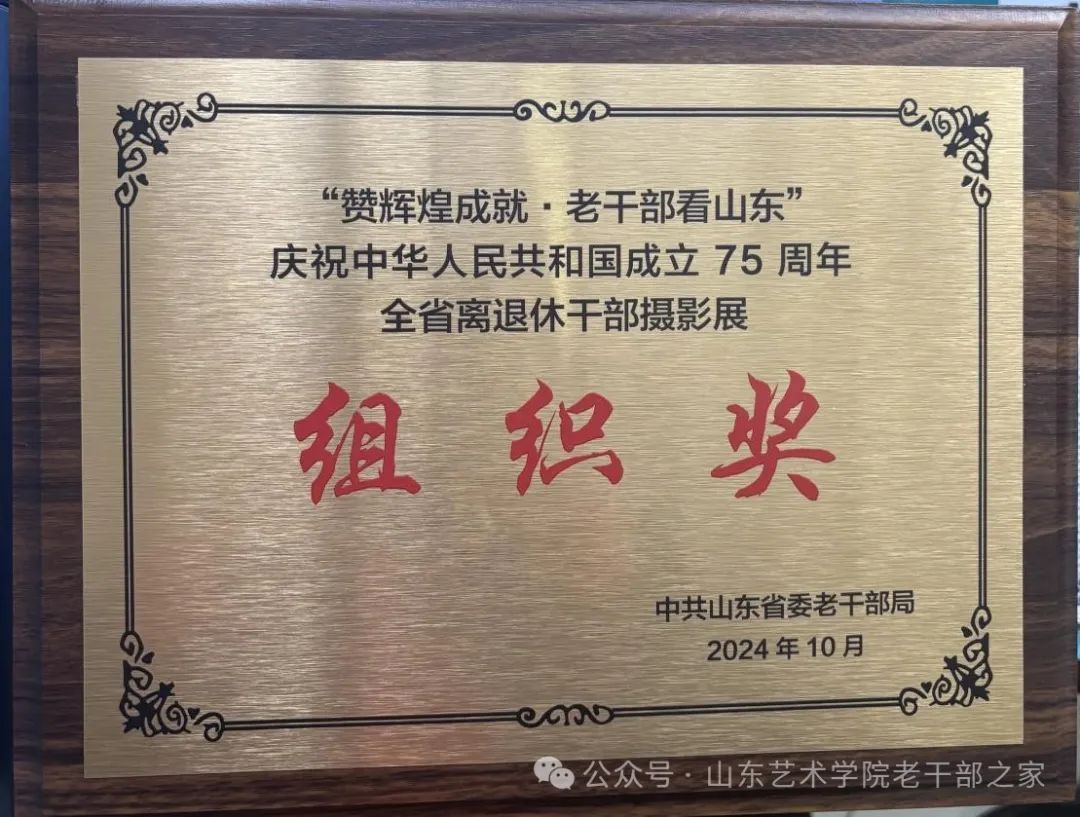 “赞辉煌成就·老干部看山东”
庆祝中华人民共和国成立 75 周年
全省离退休干部摄影展
组织奖
中共山东省委老干部局
2024 年 10 月
公众号·山东艺术学院老干部之家